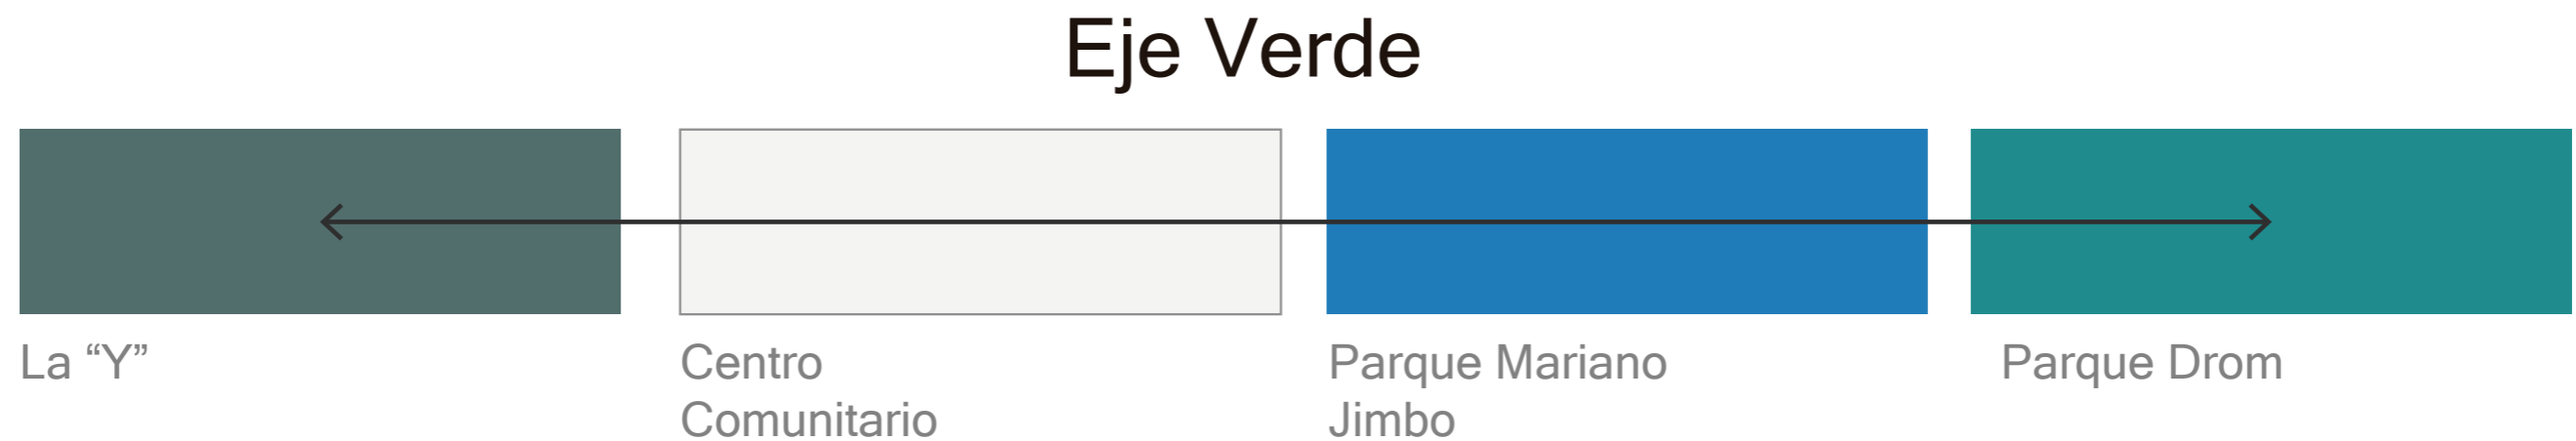 Eje Verde
La “Y”
Centro
Comunitario
Parque Mariano
Jimbo
Parque Drom